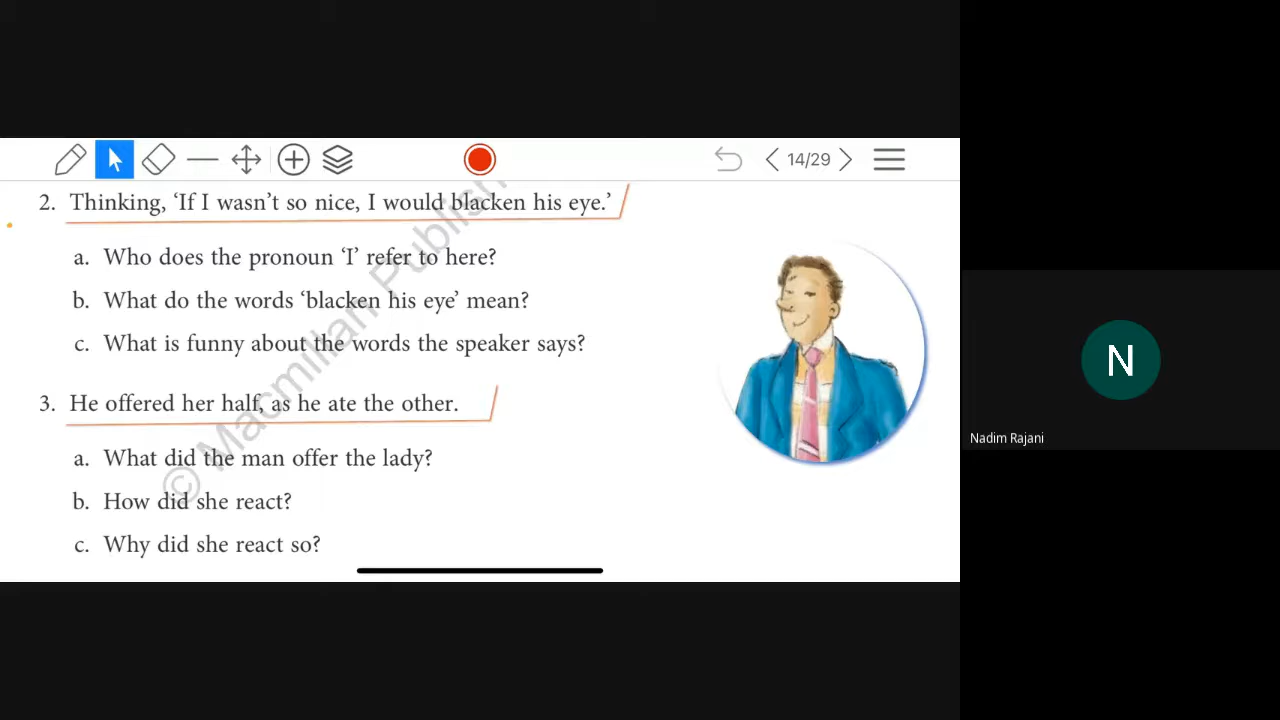 14/29
2. Thinking, ‘If I wasn’t so nice, I would blacken his eye.’
a. Who does the pronoun ‘I’ refer to here?
b. What do the words ‘blacken his eye’ mean?
c. What is funny about the words the speaker says?
3. He offered her half, as he ate the other.
a. What did the man offer the lady?
b. How did she react?
c. Why did she react so?
© Macmillan Publish
N
Nadim Rajani